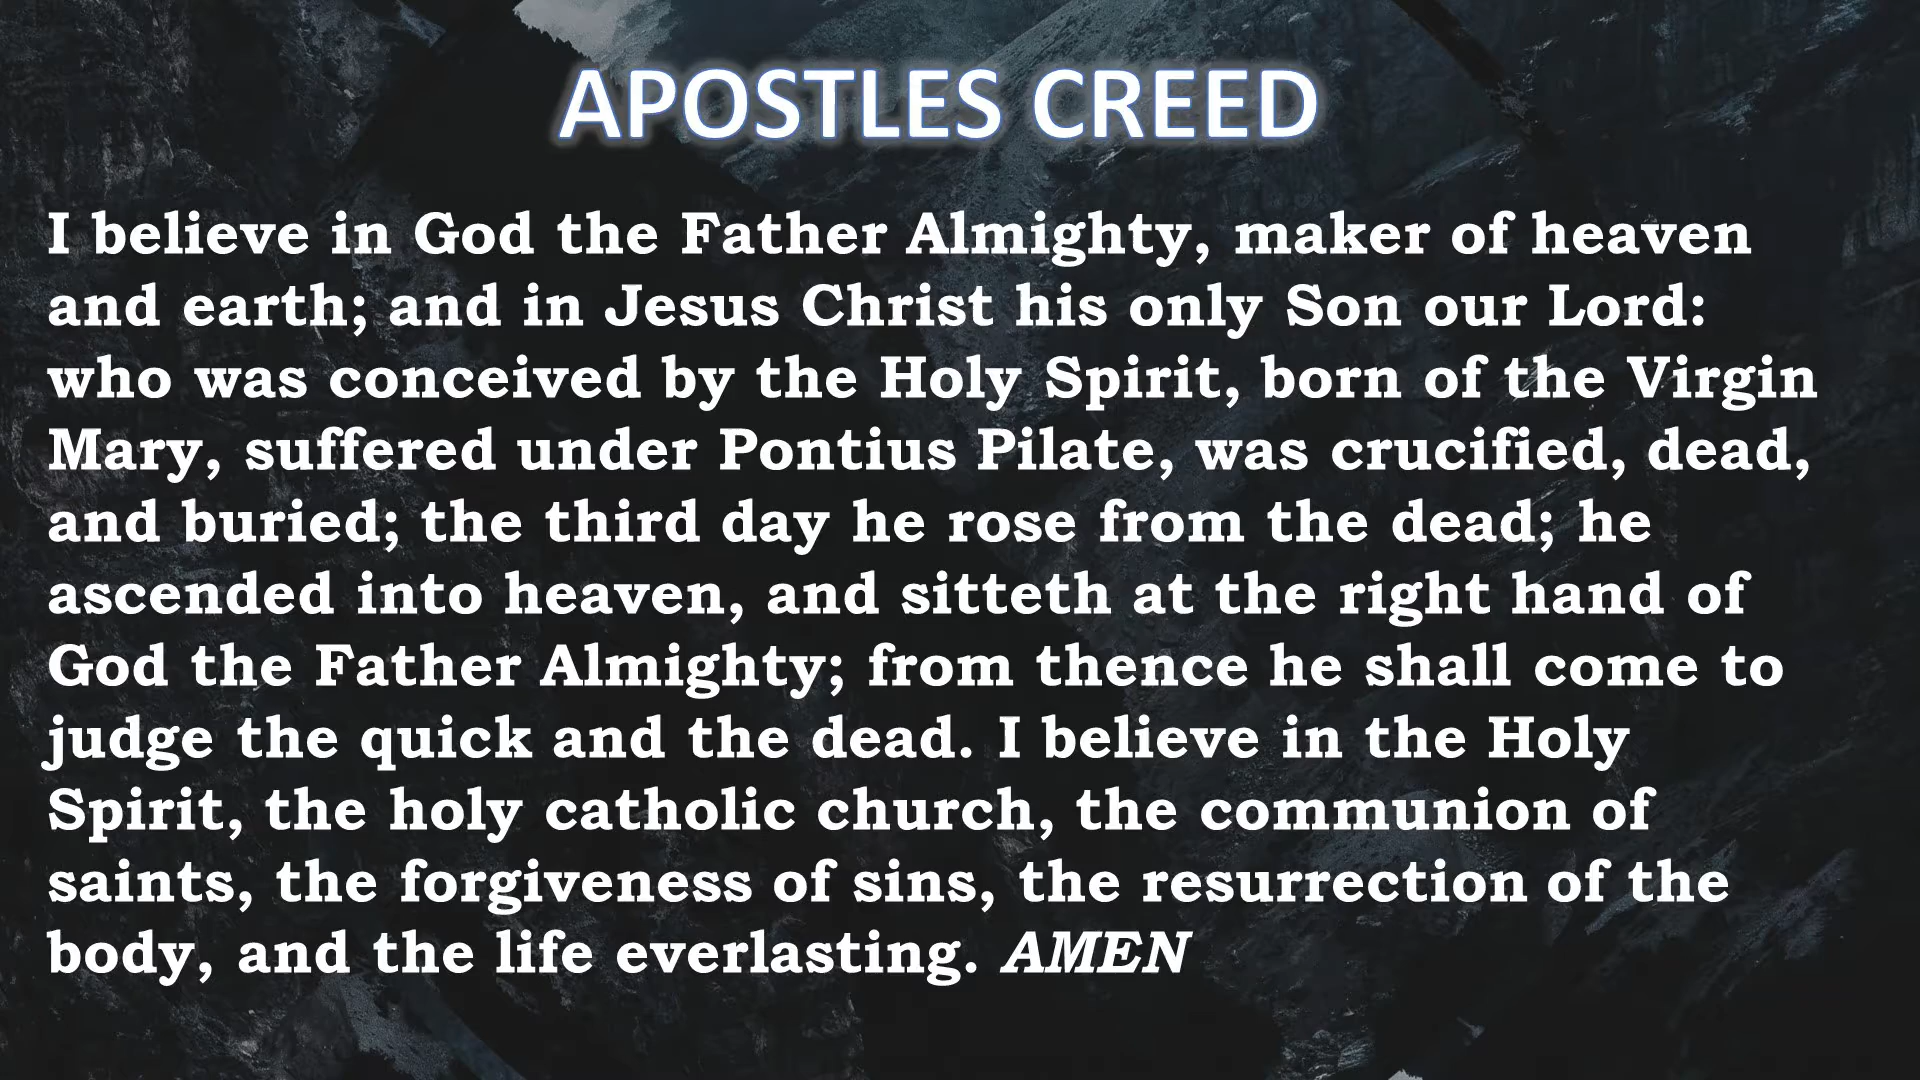 APOSTLES CREED
I believe in God the Father Almighty, maker of heaven
and earth; and in Jesus Christ his only Son our Lord:
who was conceived by the Holy Spirit, born of the Virgin
Mary, suffered under Pontius Pilate, was crucified, dead,
and buried; the third day he rose from the dead; he
ascended into heaven, and sitteth at the right hand of
God the Father Almighty; from thence he shall come to
judge the quick and the dead. I believe in the Holy
Spirit, the holy catholic church, the communion of
saints, the forgiveness of sins, the resurrection of the
body, and the life everlasting. AMEN